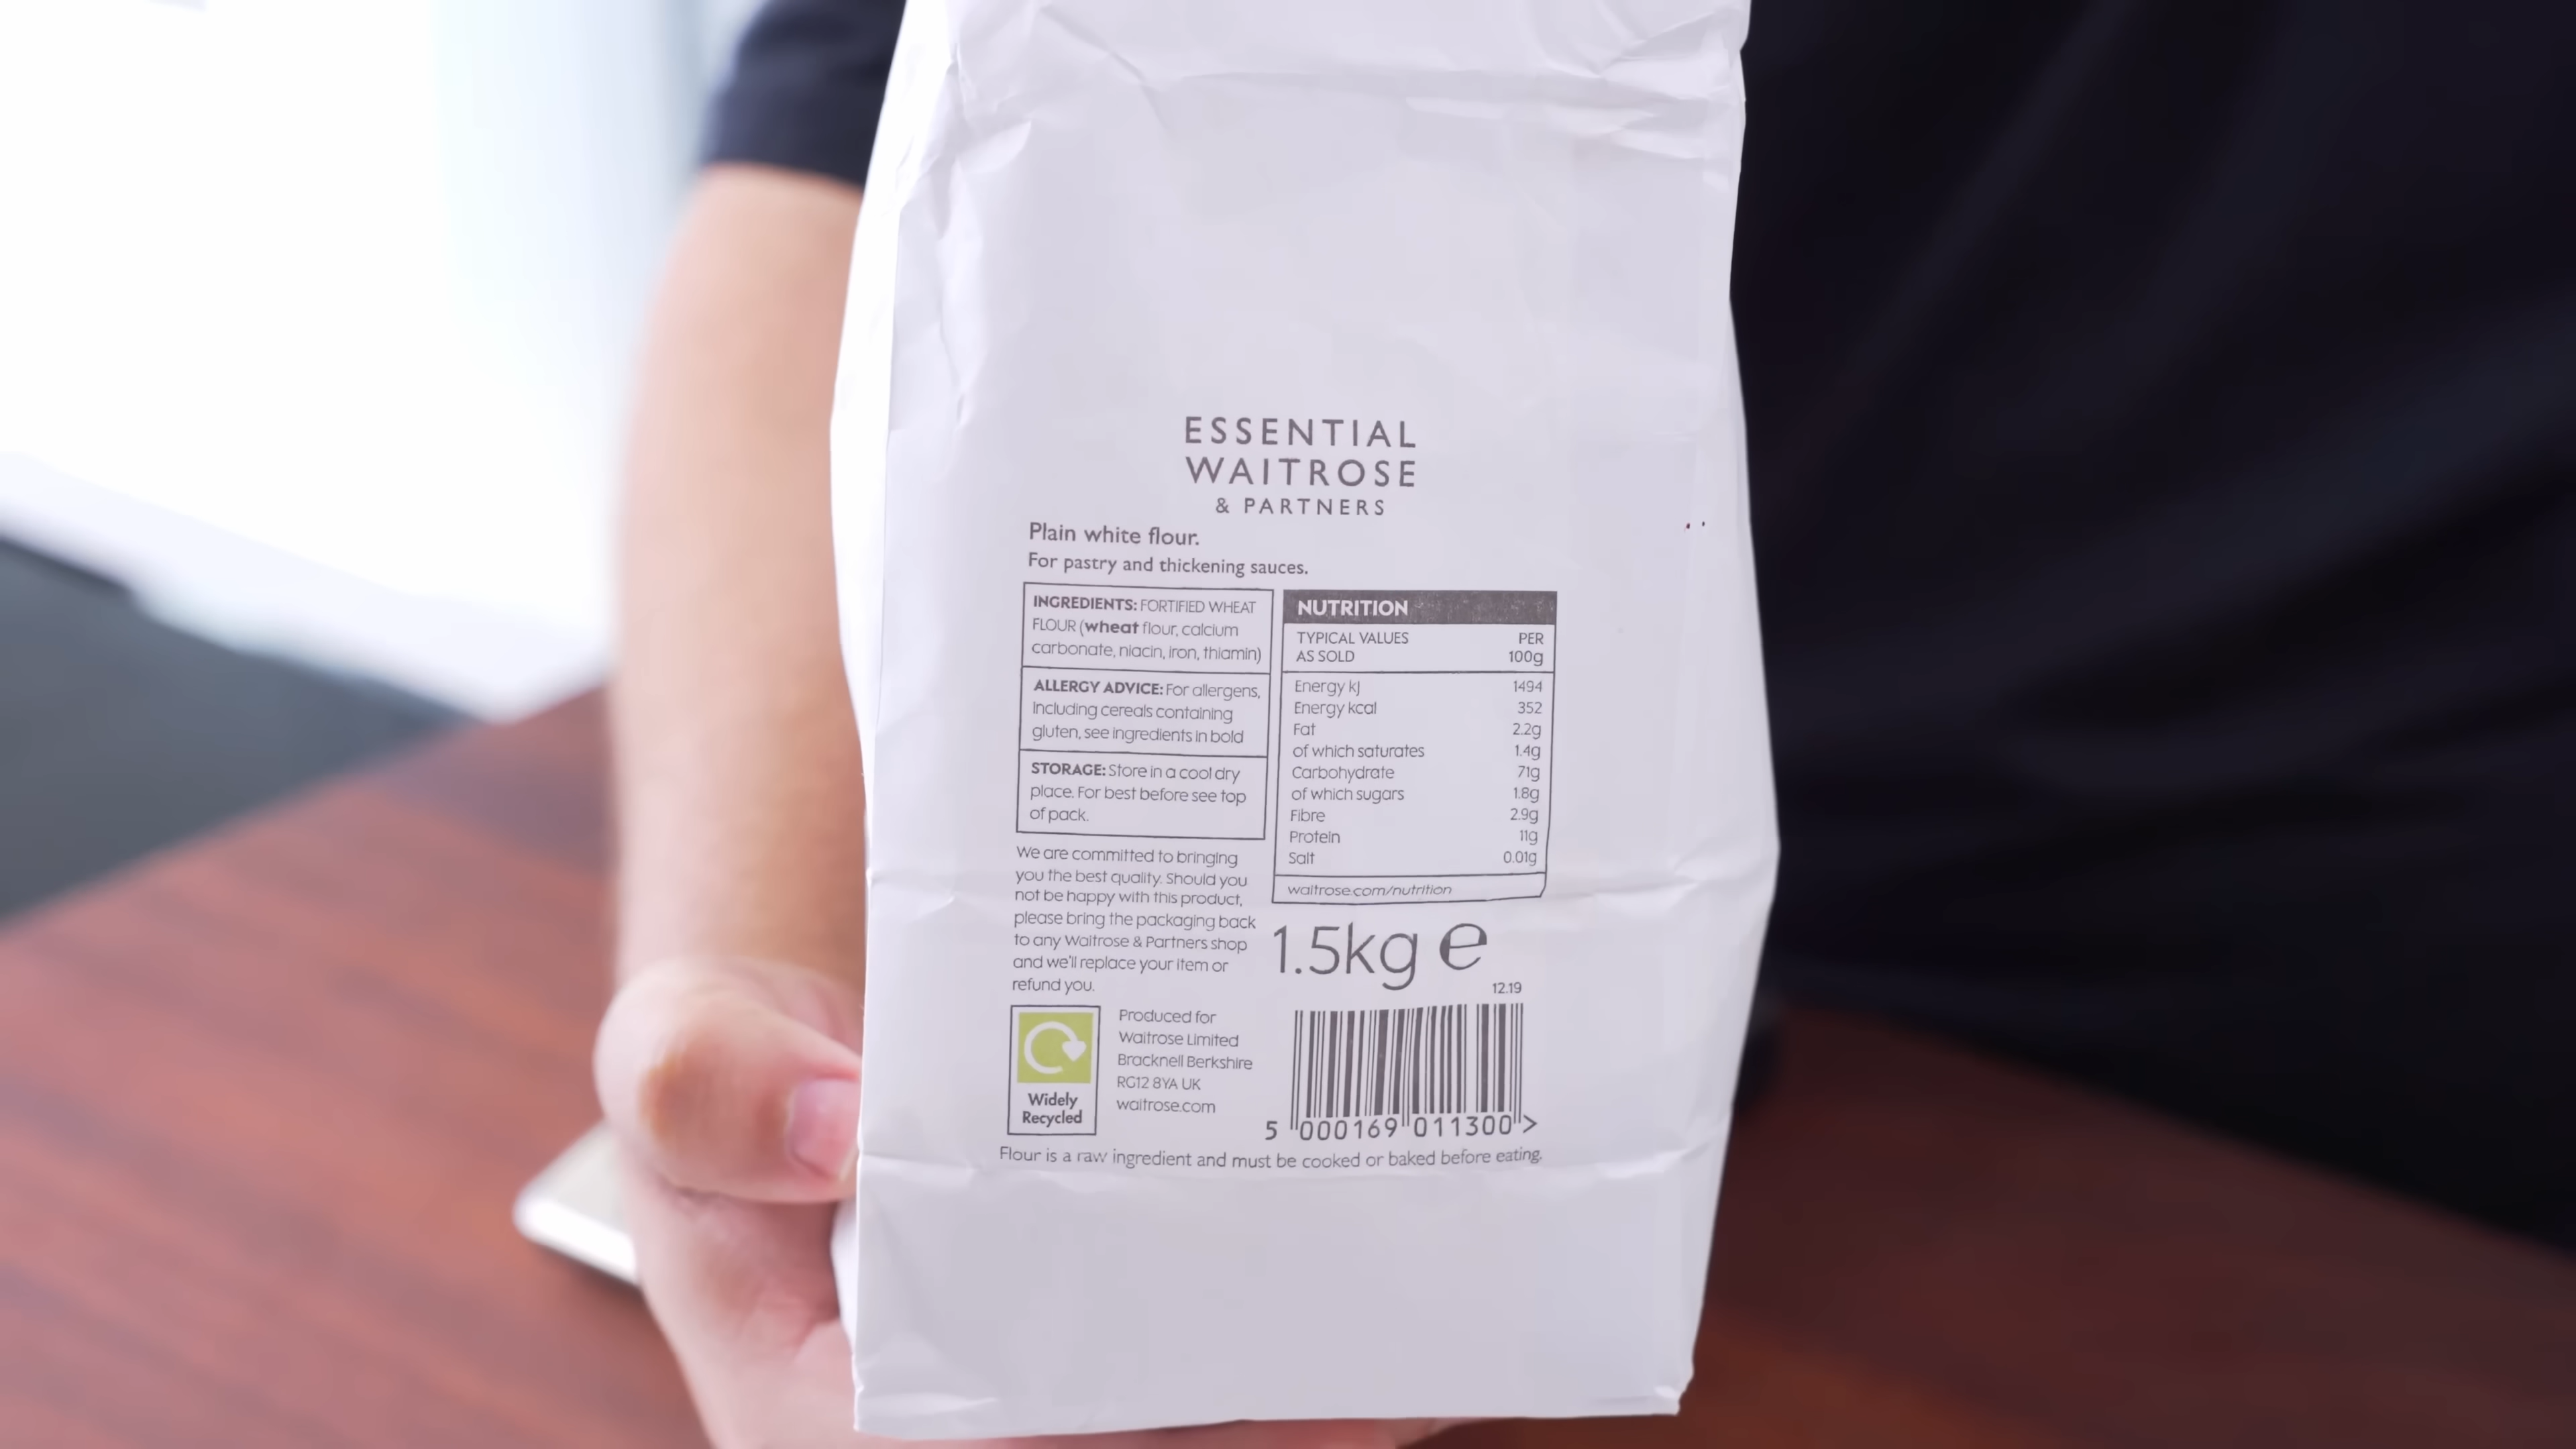 ESSENTIAL
WAITROSE
& PARTNERS
Plain white flour.
For pastry and thickening sauces.
INGREDIENTS: FORTIFIED WHEAT
FLOUR (wheat flour, calcium
carbonate, niacin, iron, thiamin)
ALLERGY ADVICE: For allergens,
Including cereals containing
gluten, see ingredients in bold
STORAGE: Store in a cool dry
place. For best before see top
of pack.
We are committed to bringing
you the best quality. Should you
not be happy with this product,
please bring the packaging back
to any Waitrose & Partners shop
and we'll replace your item or
refund you.
NUTRITION
TYPICAL VALUES PER
AS SOLD 100g
Energy kJ 1494
Energy kcal 352
Fat 2.2g
of which saturates 1.4g
Carbohydrate 71g
of which sugars 1.8g
Fibre 2.9g
Protein 11g
Salt 0.01g
waitrose.com/nutrition
1.5kg e
12.19
Widely
Recycled
Produced for
Waitrose Limited
Bracknell Berkshire
RG12 8YA UK
waitrose.com
5 000169 011300 >
Flour is a raw ingredient and must be cooked or baked before eating.